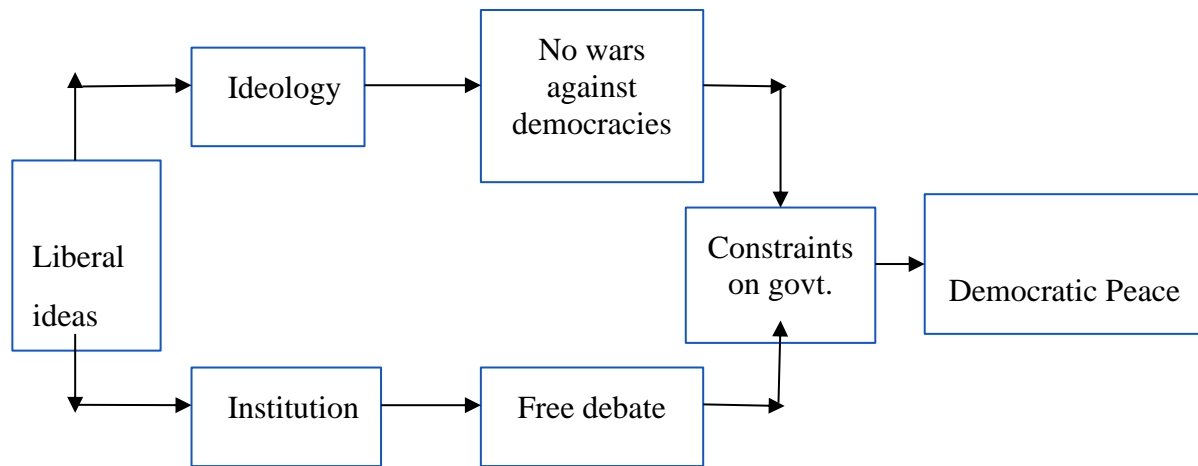 Ideology
No wars
against
democracies
Liberal
ideas
Constraints
on govt.
Democratic Peace
Institution
Free debate